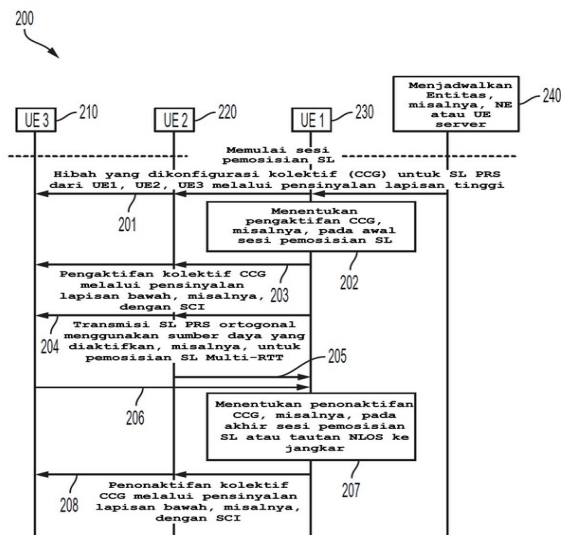 200
210
220
230
240
UE 3
UE 2
UE 1
Menjadwalkan
Entitas,
misalnya, NE
atau UE
server
Memulai sesi
pemosisian SL
Hibah yang dikonfigurasi kolektif (CCG) untuk SL PRS
dari UE1, UE2, UE3 melalui pensinyalan lapisan tinggi
201
Menentukan
pengaktifan CCG,
misalnya, pada awal
sesi pemosisian SL
202
203
Pengaktifan kolektif CCG
melalui pensinyalan
lapisan bawah, misalnya,
dengan SCI
204
Transmisi SL PRS ortogonal
menggunakan sumber daya yang
diaktifkan, misalnya, untuk
pemosisian SL Multi-RTT
205
206
Menentukan penonaktifan
CCG, misalnya, pada
akhir sesi pemosisian
SL atau tautan NLOS ke
jangkar
207
208
Penonaktifan kolektif
CCG melalui pensinyalan
lapisan bawah, misalnya,
dengan SCI